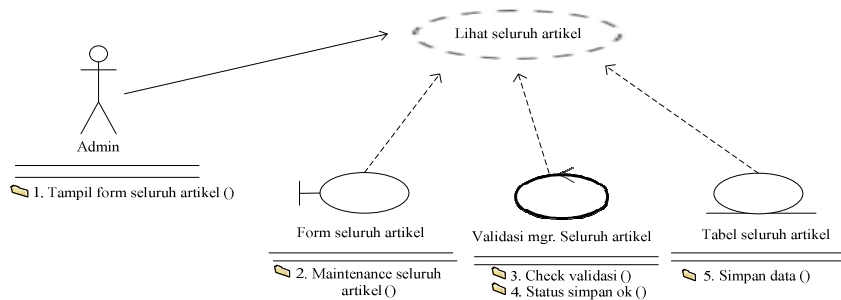 Lihat seluruh artikel
Admin
1. Tampil form seluruh artikel ()
Form seluruh artikel
2. Maintenance seluruh
artikel ()
Validasi mgr. Seluruh artikel
3. Check validasi ()
4. Status simpan ok ()
Tabel seluruh artikel
5. Simpan data ()